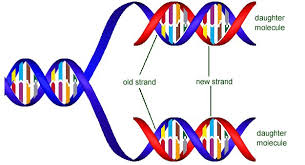 daughter
molecule
old strand
new strand
daughter
molecule